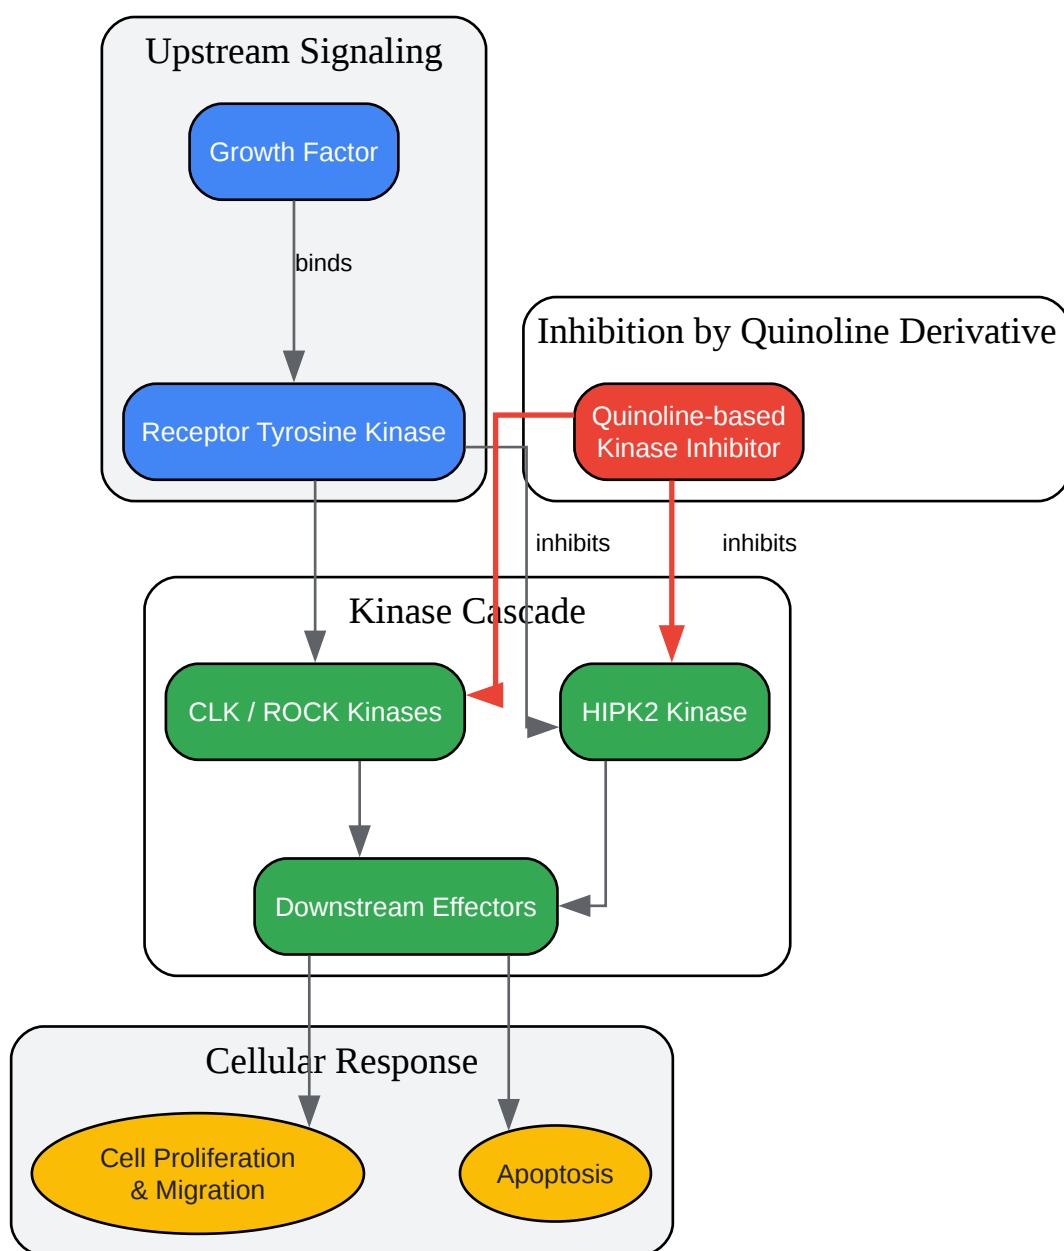 Upstream Signaling
Growth Factor
binds
Inhibition by Quinoline Derivative
Receptor Tyrosine Kinase
Quinoline-based
Kinase Inhibitor
inhibits
inhibits
Kinase Cascade
CLK / ROCK Kinases
HIPK2 Kinase
Downstream Effectors
Cellular Response
Cell Proliferation
& Migration
Apoptosis